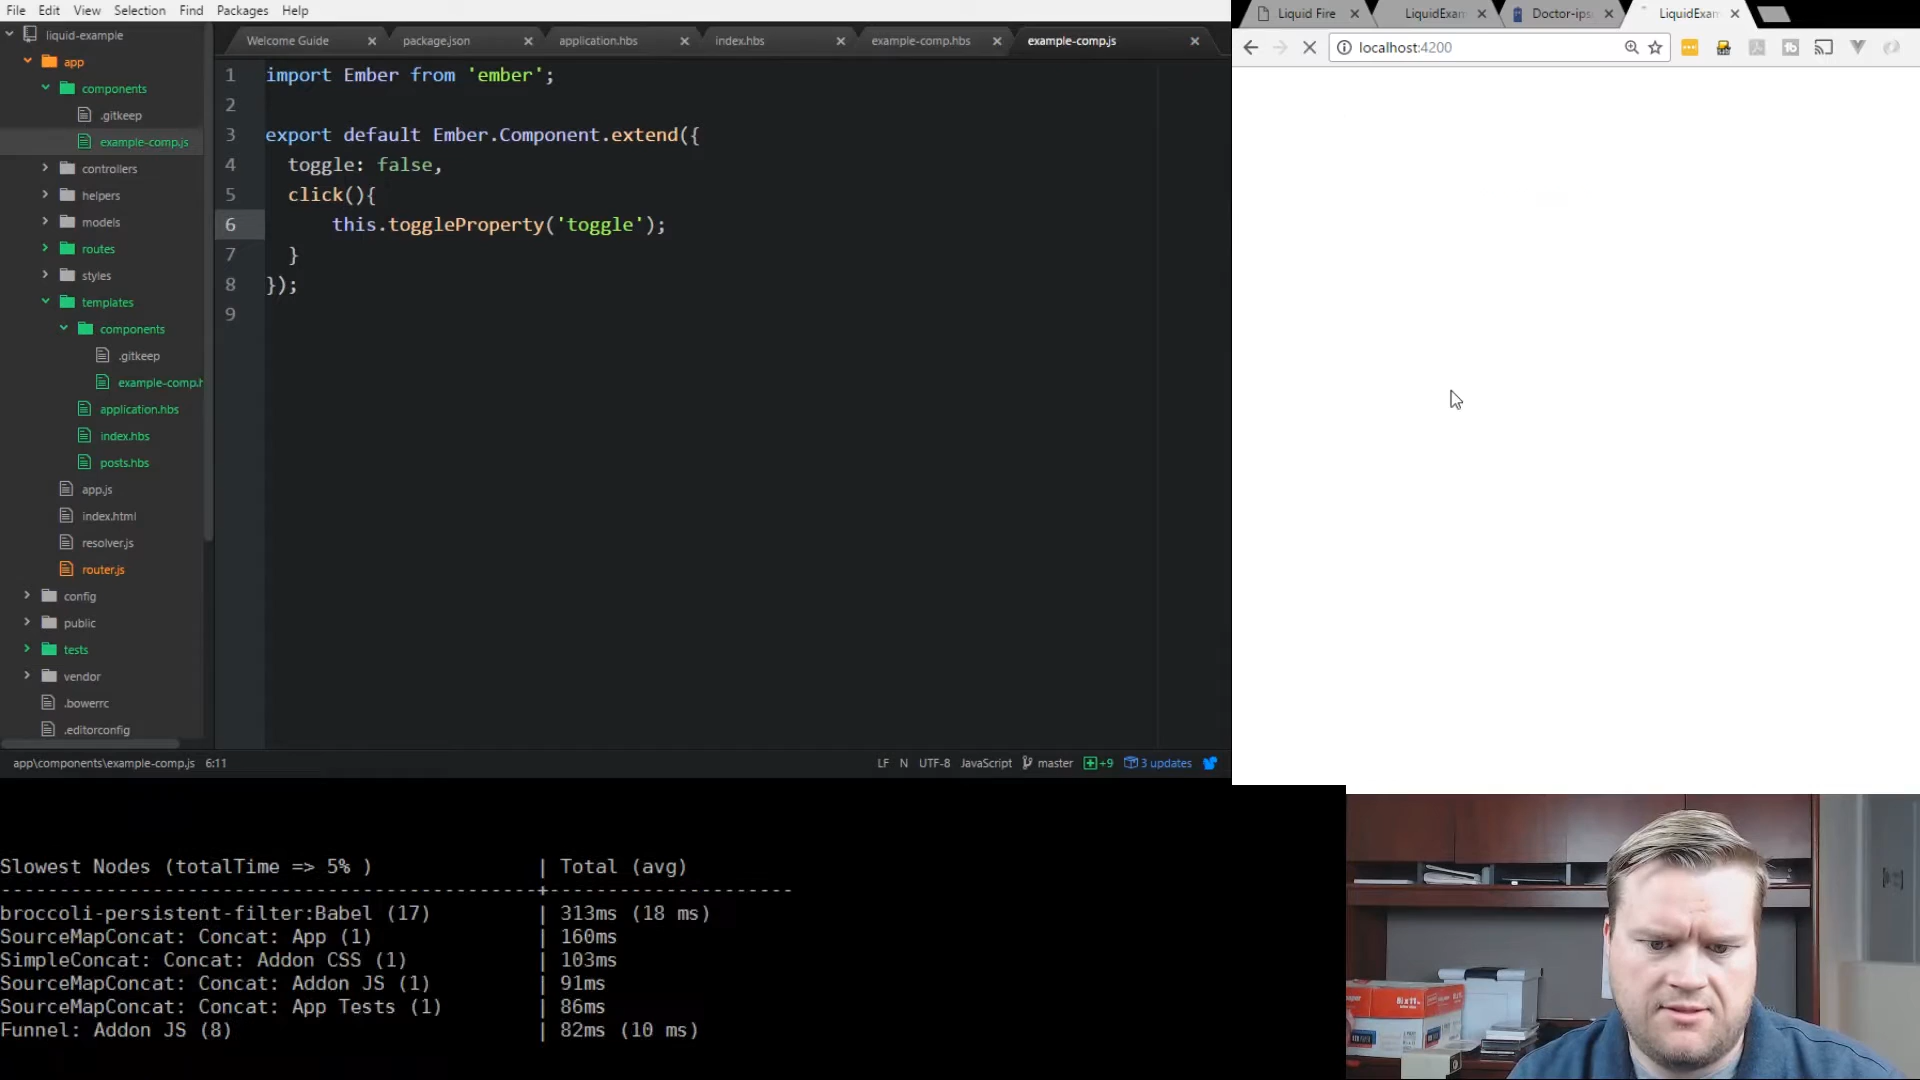 File Edit View Selection Find Packages Help
liquid-example
app
components
.gitkeep
example-comp.js
controllers
helpers
models
routes
styles
templates
components
.gitkeep
example-comp.h
application.hbs
index.hbs
posts.hbs
app.js
index.html
resolver.js
router.js
config
public
tests
vendor
.bowerrc
.editorconfig
Welcome Guide package.json application.hbs index.hbs example-comp.hbs example-comp.js
1 import Ember from 'ember';
2
3 export default Ember.Component.extend({
4 toggle: false,
5 click(){
6 this.toggleProperty('toggle');
7 }
8 });
9
app\components\example-comp.js 6:11 LF N UTF-8 JavaScript master +9 3 updates
Liquid Fire LiquidExam Doctor-ips LiquidExam
localhost:4200
Slowest Nodes (totalTime => 5% ) | Total (avg)
----------------------------------------------+---------------------
broccoli-persistent-filter:Babel (17) | 313ms (18 ms)
SourceMapConcat: Concat: App (1) | 160ms
SimpleConcat: Concat: Addon CSS (1) | 103ms
SourceMapConcat: Concat: Addon JS (1) | 91ms
SourceMapConcat: Concat: App Tests (1) | 86ms
Funnel: Addon JS (8) | 82ms (10 ms)